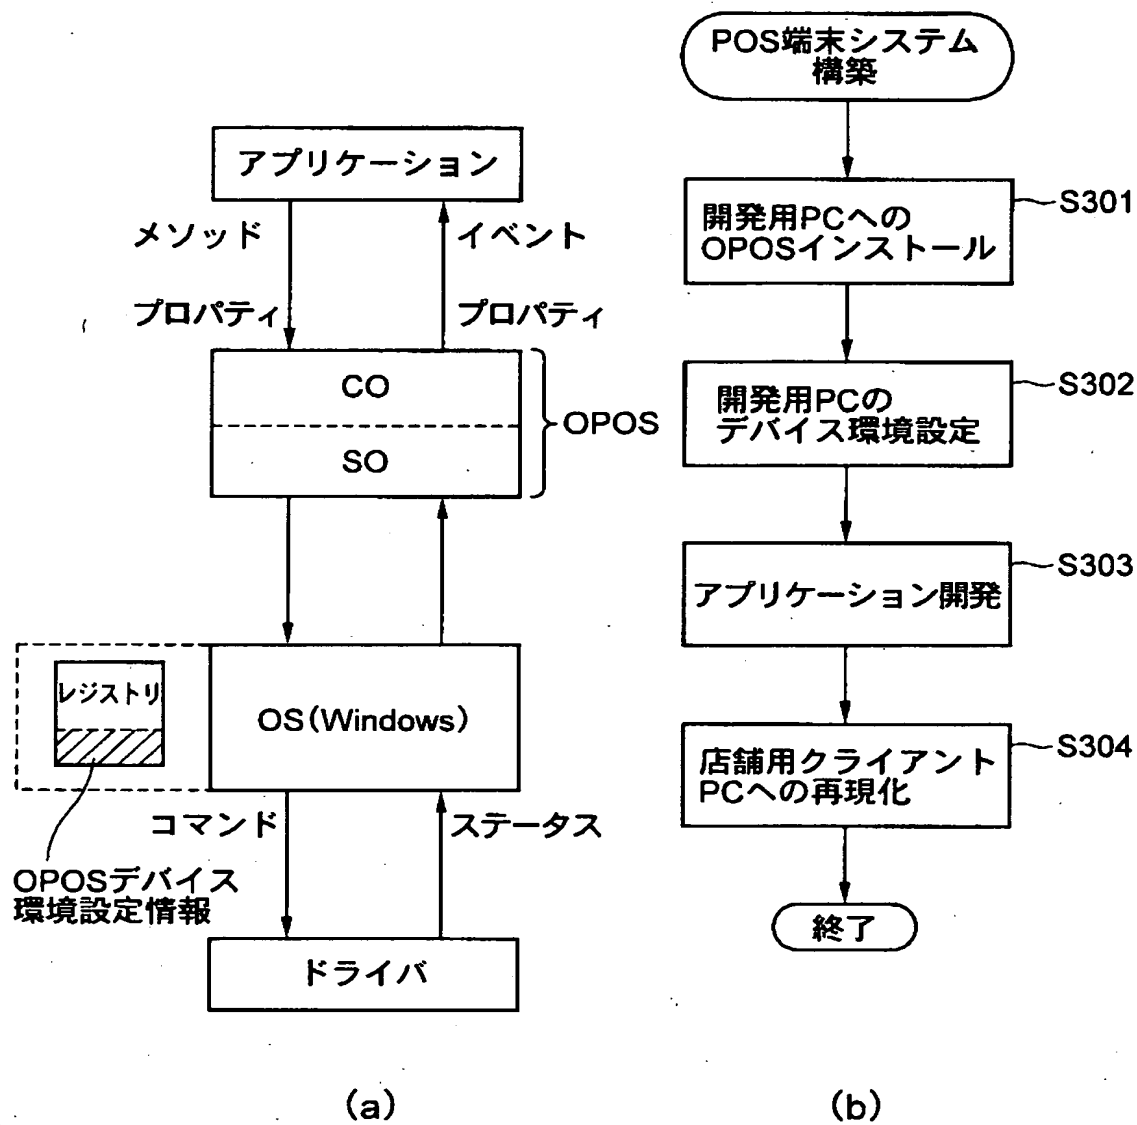 アプリケーション
メソッド
イベント
プロパティ
プロパティ
CO
SO
OPOS
レジストリ
OS(Windows)
コマンド
ステータス
OPOSデバイス
環境設定情報
ドライバ
(a)
POS端末システム
構築
開発用PCへの
OPOSインストール
S301
開発用PCの
デバイス環境設定
S302
アプリケーション開発
S303
店舗用クライアント
PCへの再現化
S304
終了
(b)